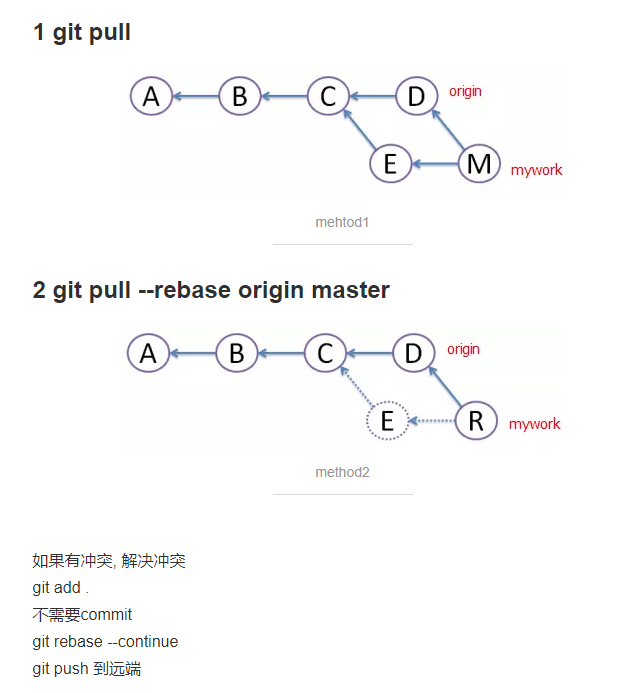 1 git pull
A B C D origin
E M mywork
mehtod1
2 git pull --rebase origin master
A B C D origin
E R mywork
method2
如果有冲突, 解决冲突
git add .
不需要commit
git rebase --continue
git push 到远端